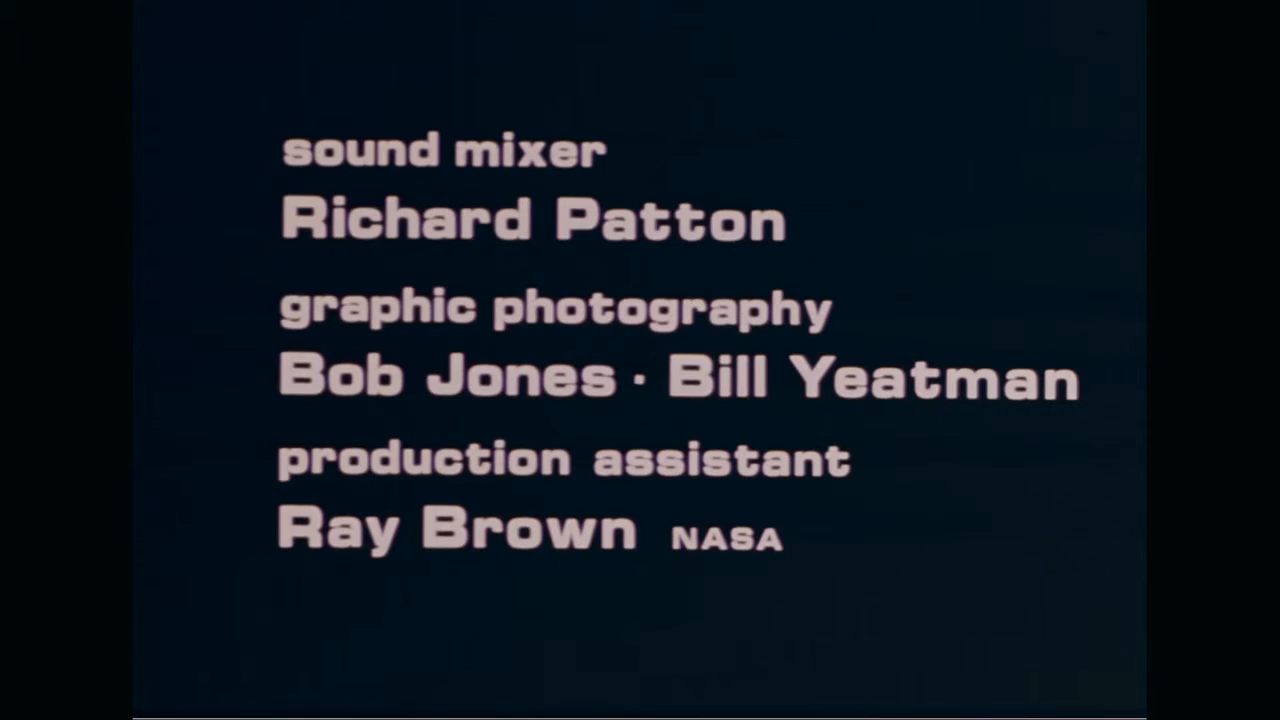 sound mixer
Richard Patton
graphic photography
Bob Jones · Bill Yeatman
production assistant
Ray Brown NASA